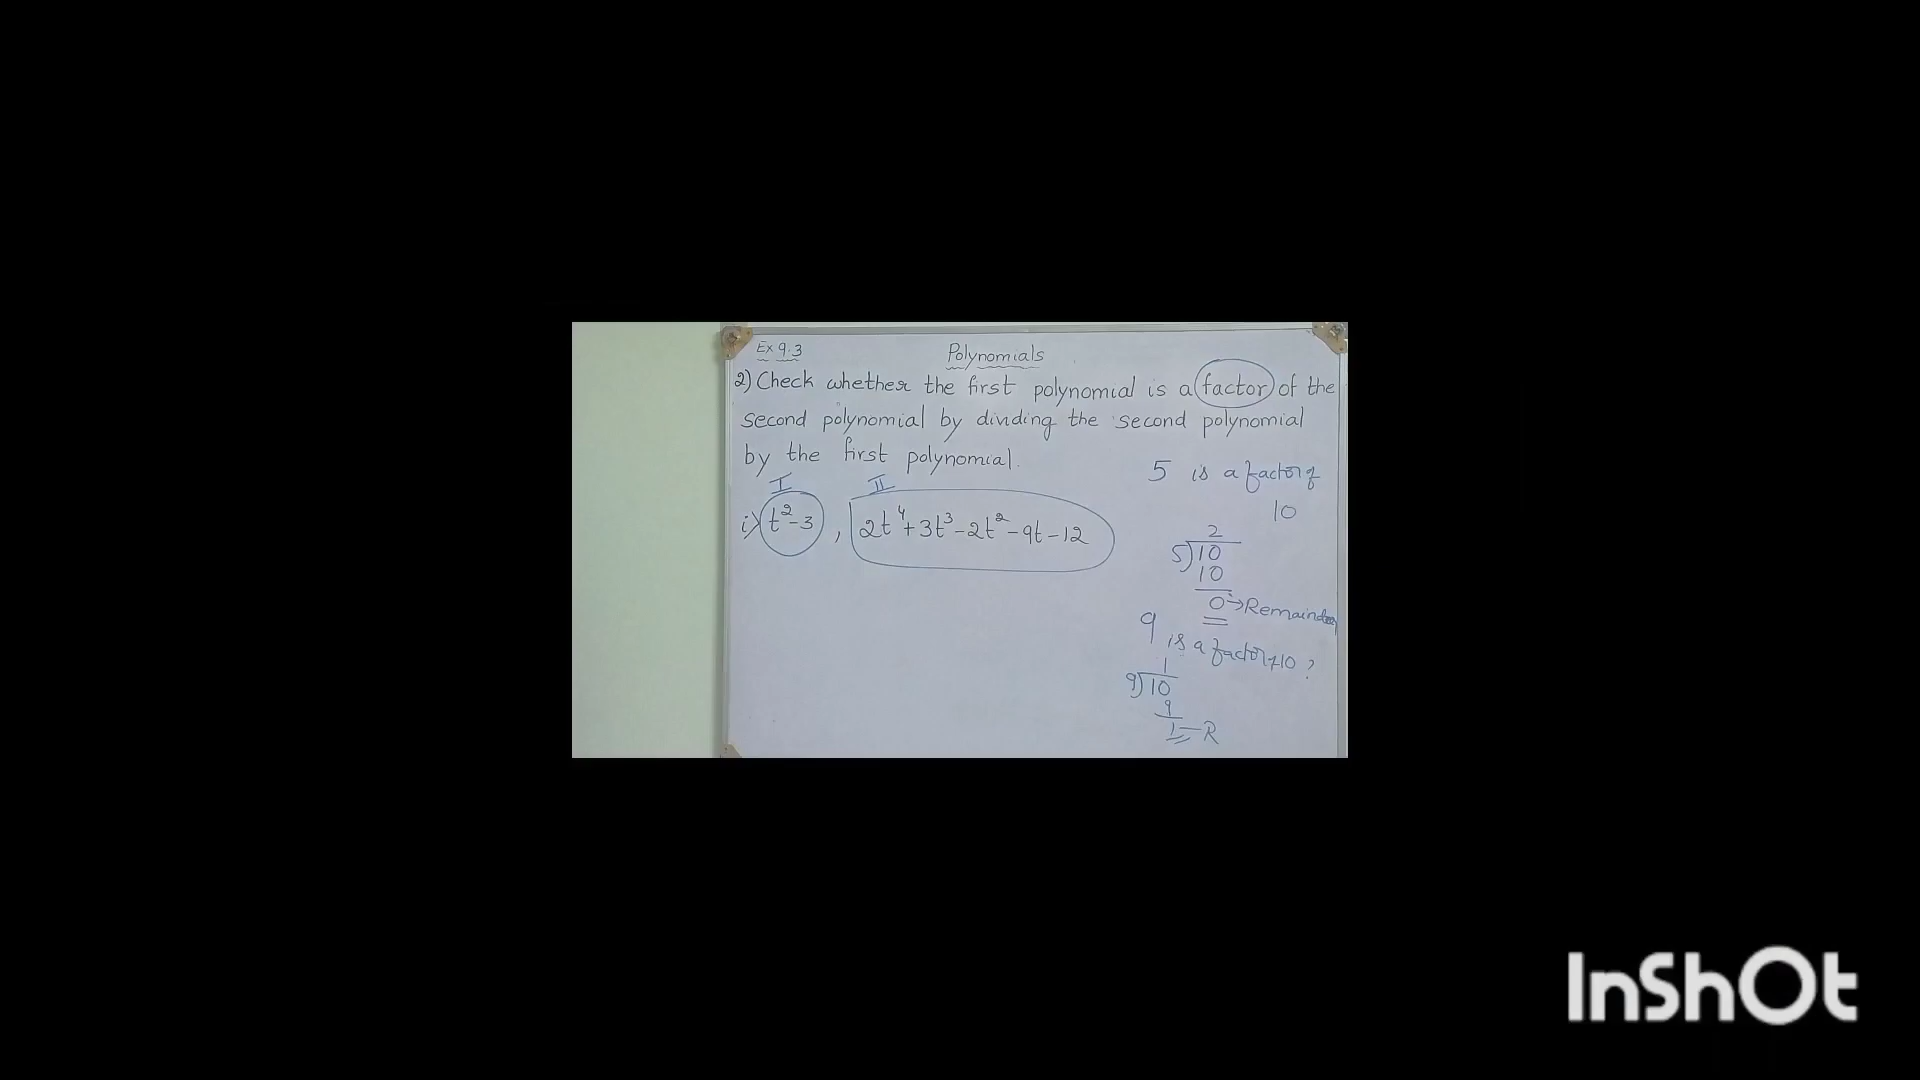 Ex 9.3
Polynomials
2) Check whether the first polynomial is a factor of the
second polynomial by dividing the second polynomial
by the first polynomial.
I II
i) t²-3 , 2t⁴+3t³-2t²-9t-12
5 is a factor of
10
2
5)10
10
0→Remainder
9 is a factor of 10 ?
1
9)10
9
1-R
InShOt